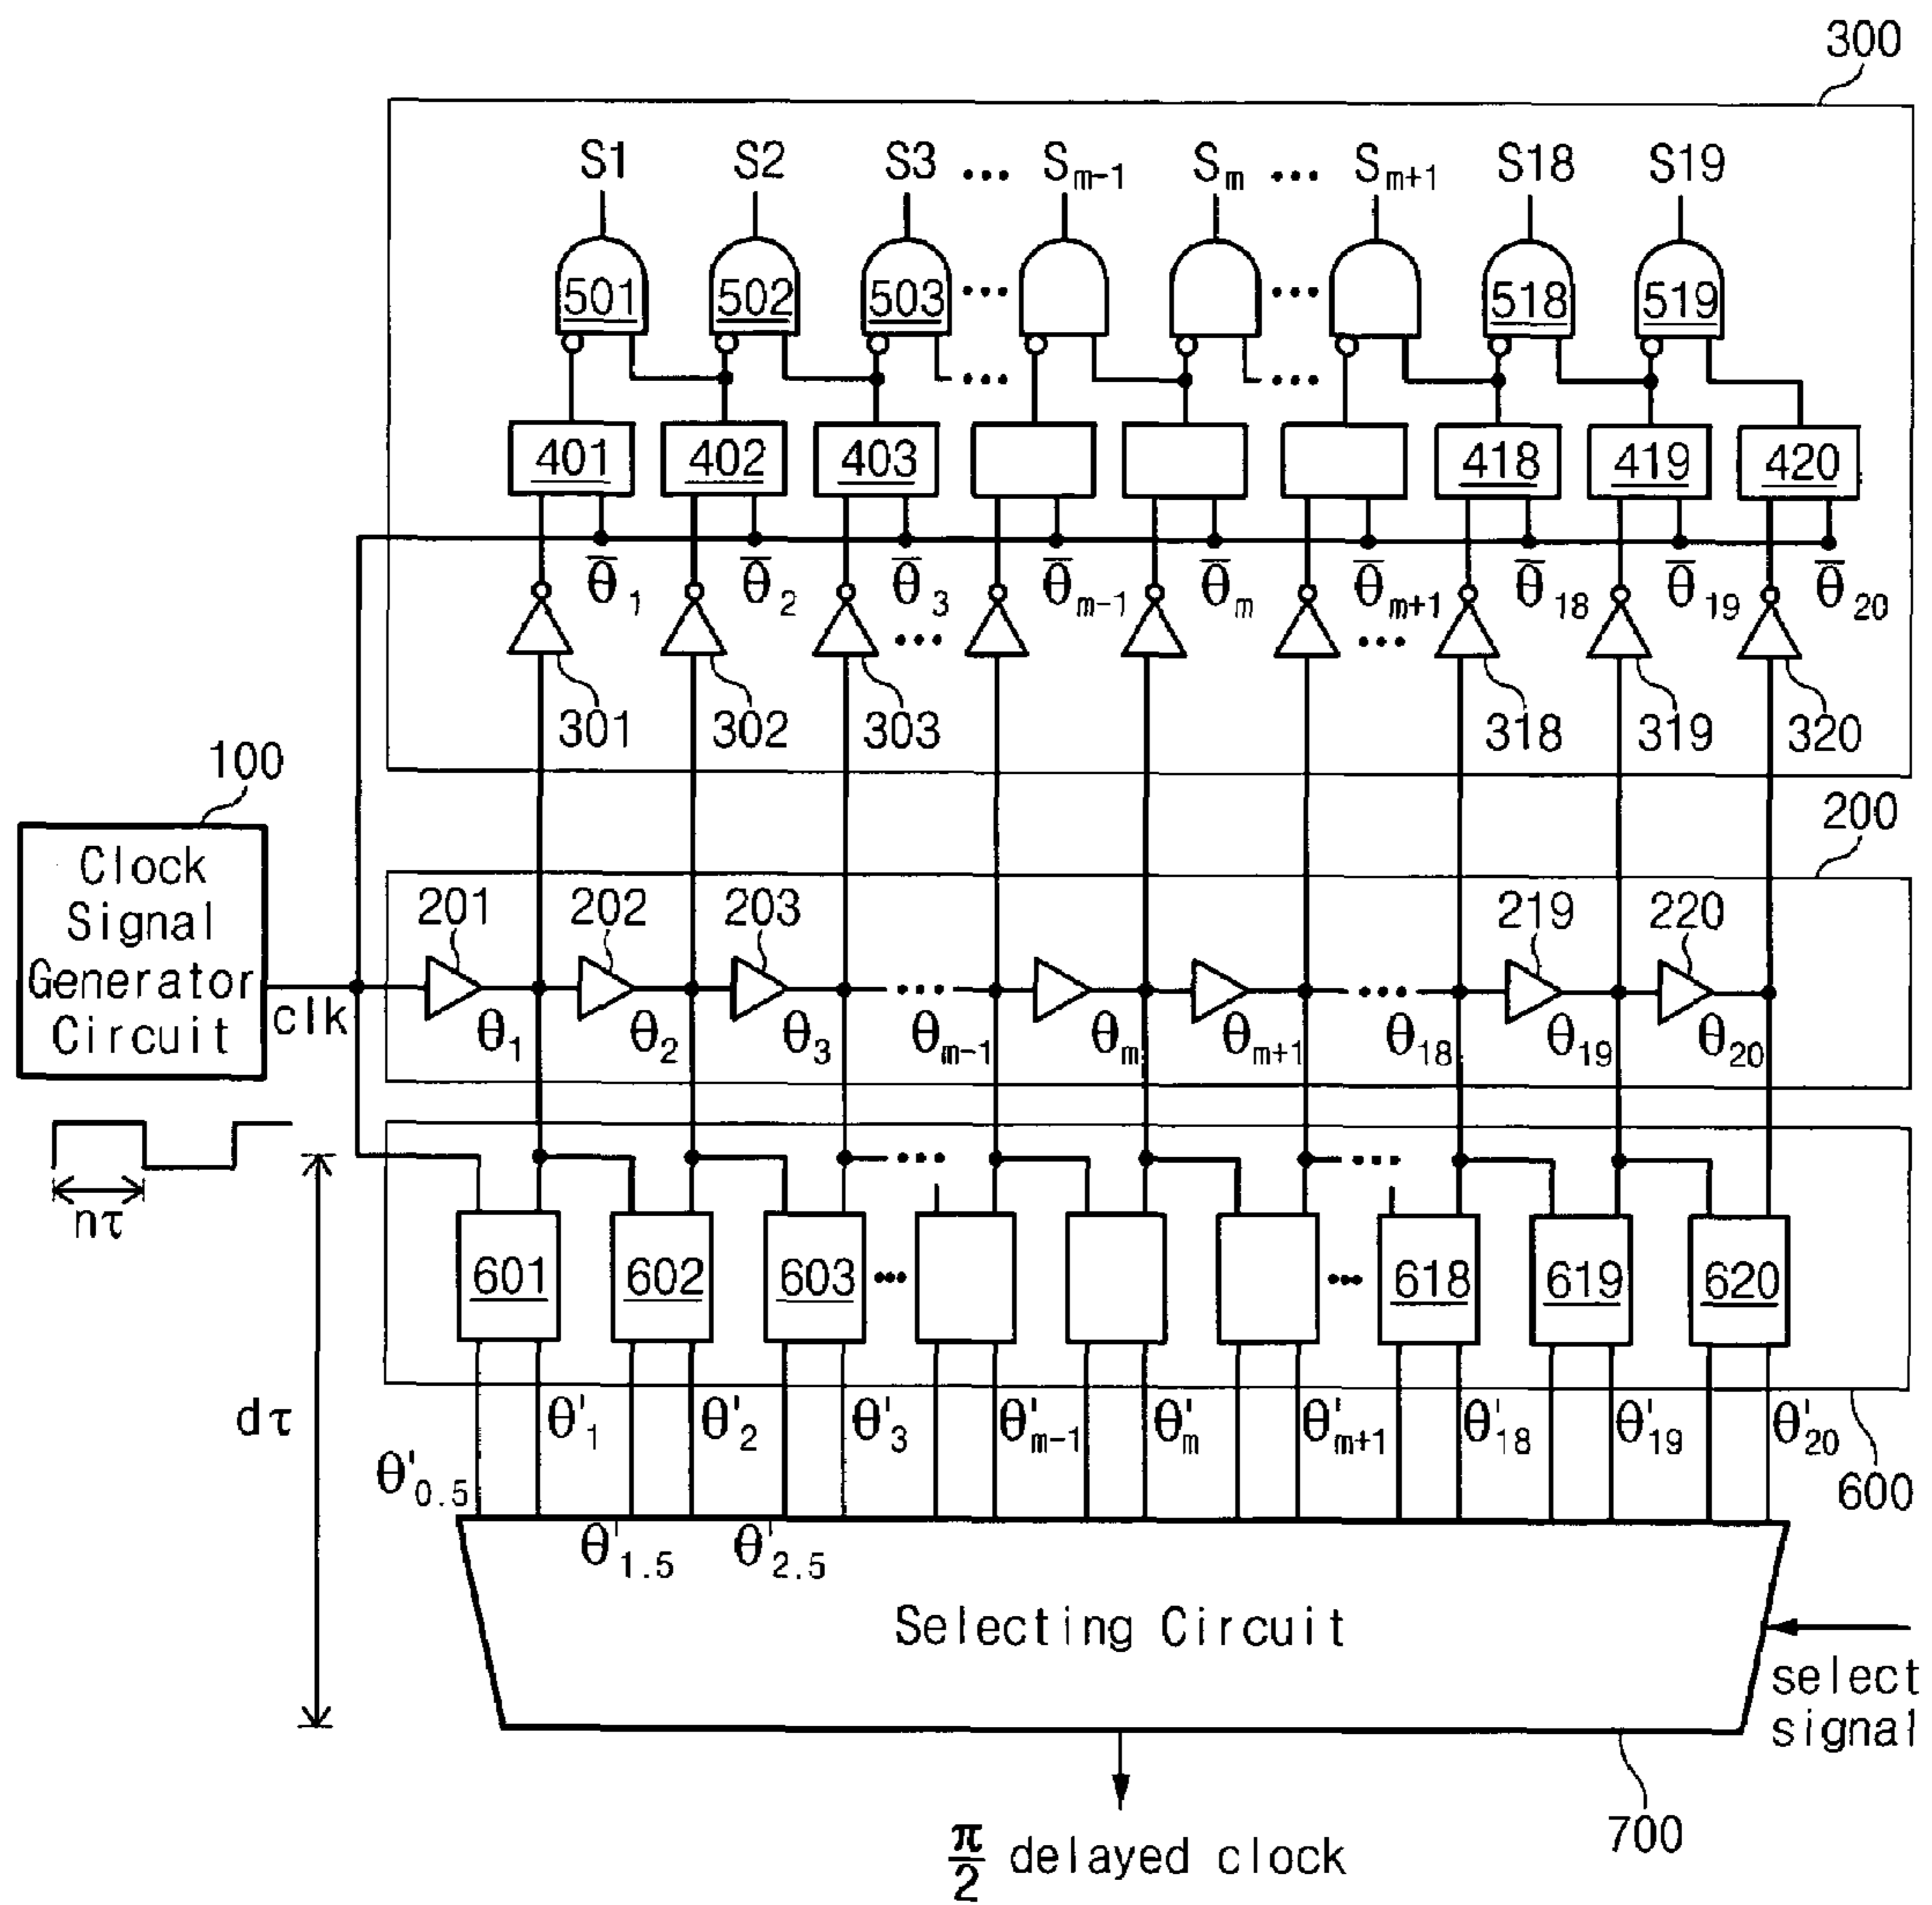 300
S1 S2 S3 ••• Sm-1 Sm ••• Sm+1 S18 S19
501 502 503 ••• ••• 518 519
••• •••
401 402 403 418 419 420
θ̅1 θ̅2 θ̅3 θ̅m-1 θ̅m θ̅m+1 θ̅18 θ̅19 θ̅20
••• •••
301 302 303 318 319 320
100
200
Clock
Signal
Generator
Circuit
clk
201 202 203 219 220
••• •••
θ1 θ2 θ3 θm-1 θm θm+1 θ18 θ19 θ20
nτ
••• •••
601 602 603 ••• ••• 618 619 620
dτ
θ'1 θ'2 θ'3 θ'm-1 θ'm θ'm+1 θ'18 θ'19 θ'20
θ'0.5
600
θ'1.5 θ'2.5
Selecting Circuit
select
signal
700
π/2 delayed clock